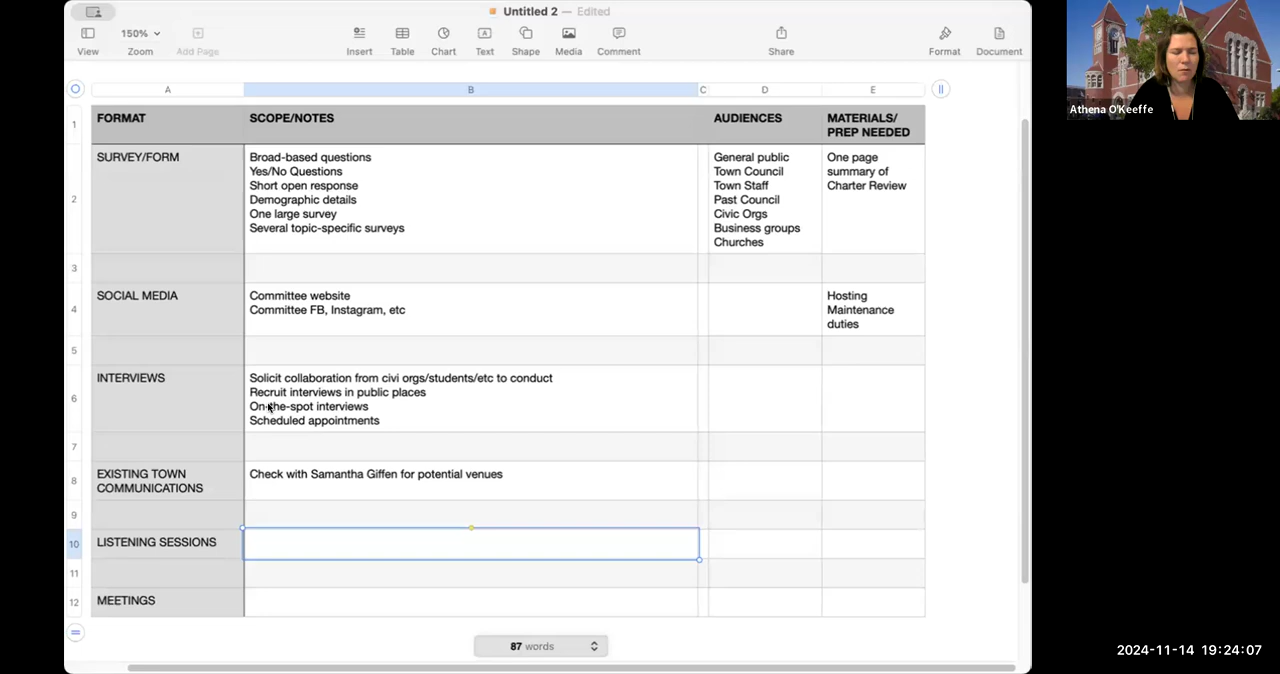 Untitled 2 — Edited
150%
View
Zoom
Add Page
Insert
Table
Chart
Text
Shape
Media
Comment
Share
Format
Document
Athena O'Keeffe
A
B
C
D
E
1
FORMAT
SCOPE/NOTES
AUDIENCES
MATERIALS/
PREP NEEDED
2
SURVEY/FORM
Broad-based questions
Yes/No Questions
Short open response
Demographic details
One large survey
Several topic-specific surveys
General public
Town Council
Town Staff
Past Council
Civic Orgs
Business groups
Churches
One page
summary of
Charter Review
3
4
SOCIAL MEDIA
Committee website
Committee FB, Instagram, etc
Hosting
Maintenance
duties
5
6
INTERVIEWS
Solicit collaboration from civi orgs/students/etc to conduct
Recruit interviews in public places
On-the-spot interviews
Scheduled appointments
7
8
EXISTING TOWN
COMMUNICATIONS
Check with Samantha Giffen for potential venues
9
10
LISTENING SESSIONS
11
12
MEETINGS
87 words
2024-11-14 19:24:07